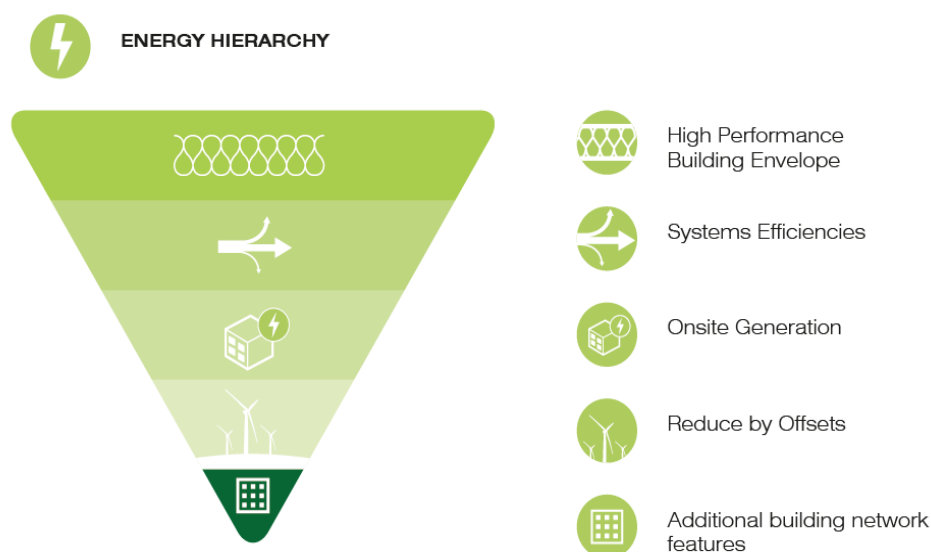 ENERGY HIERARCHY
High Performance
Building Envelope
Systems Efficiencies
Onsite Generation
Reduce by Offsets
Additional building network
features